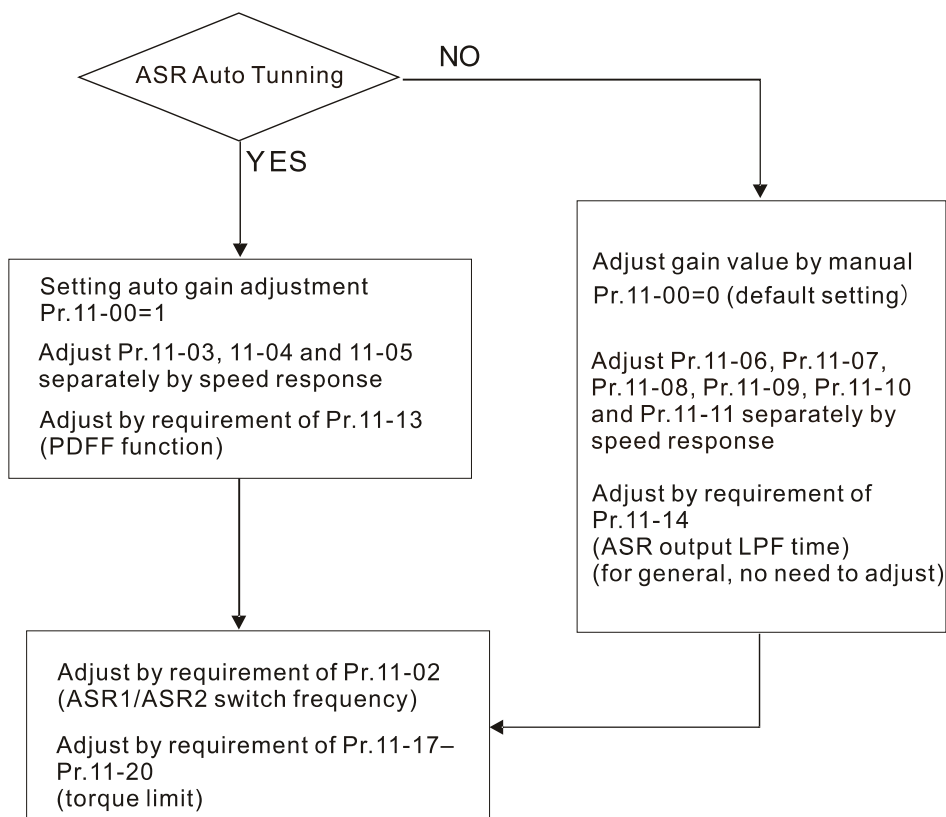 ASR Auto Tunning
NO
YES
Setting auto gain adjustment
Pr.11-00=1
Adjust Pr.11-03, 11-04 and 11-05
separately by speed response
Adjust by requirement of Pr.11-13
(PDFF function)
Adjust gain value by manual
Pr.11-00=0 (default setting)
Adjust Pr.11-06, Pr.11-07,
Pr.11-08, Pr.11-09, Pr.11-10
and Pr.11-11 separately by
speed response
Adjust by requirement of
Pr.11-14
(ASR output LPF time)
(for general, no need to adjust)
Adjust by requirement of Pr.11-02
(ASR1/ASR2 switch frequency)
Adjust by requirement of Pr.11-17–
Pr.11-20
(torque limit)